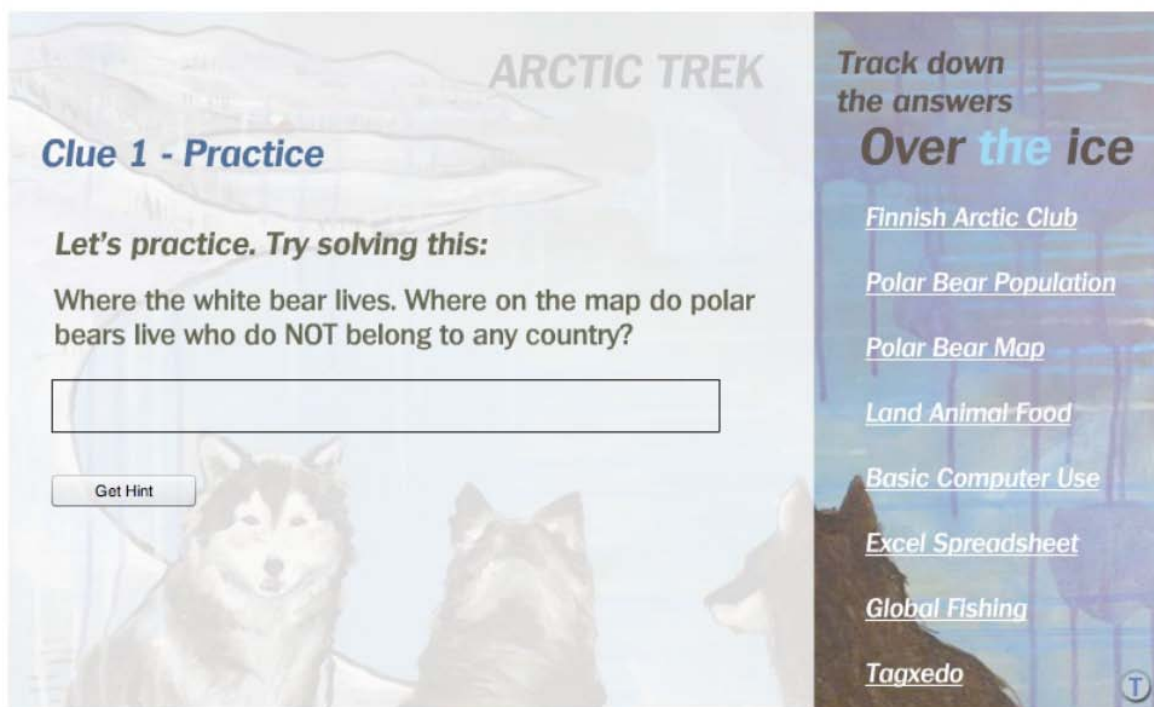 ARCTIC TREK
Clue 1 - Practice
Let's practice. Try solving this:
Where the white bear lives. Where on the map do polar
bears live who do NOT belong to any country?
Get Hint
Track down
the answers
Over the ice
Finnish Arctic Club
Polar Bear Population
Polar Bear Map
Land Animal Food
Basic Computer Use
Excel Spreadsheet
Global Fishing
Tagxedo
T